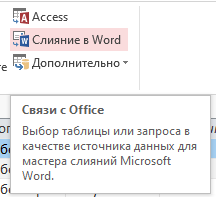 Access
Слияние в Word
Дополнительно
Связи с Office
Выбор таблицы или запроса в
качестве источника данных для
мастера слияний Microsoft
Word.